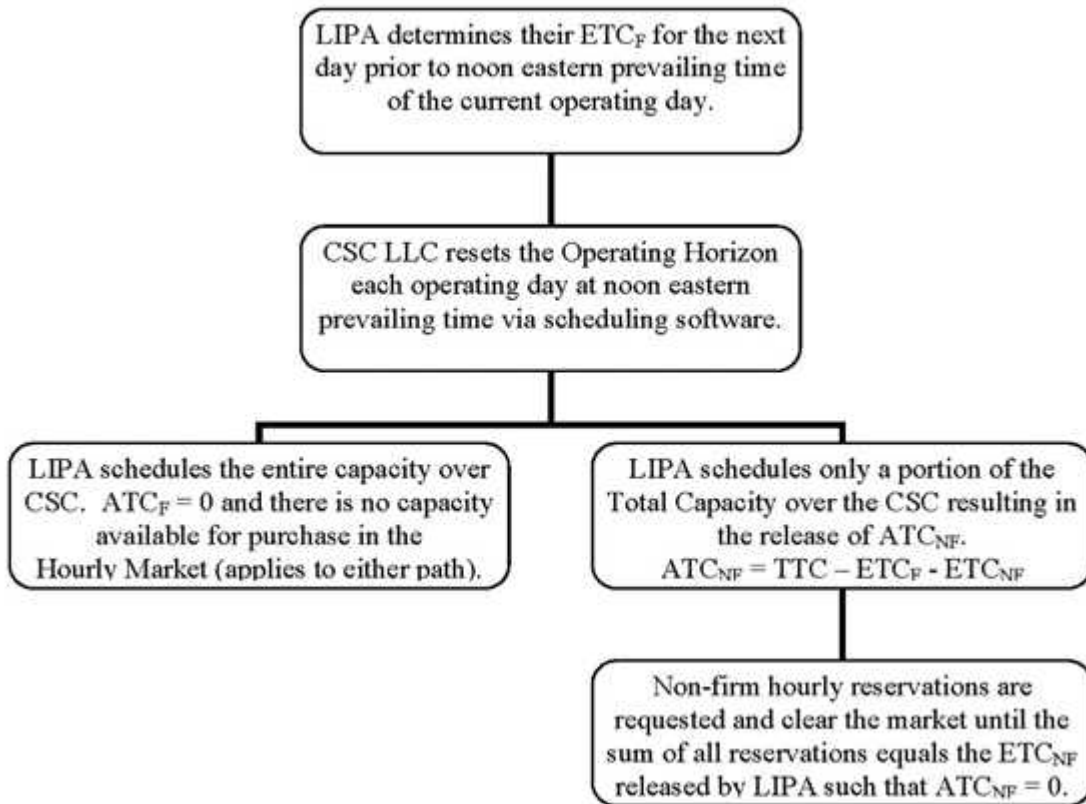 LIPA determines their ETCF for the next
day prior to noon eastern prevailing time
of the current operating day.
CSC LLC resets the Operating Horizon
each operating day at noon eastern
prevailing time via scheduling software.
LIPA schedules the entire capacity over
CSC. ATCF = 0 and there is no capacity
available for purchase in the
Hourly Market (applies to either path).
LIPA schedules only a portion of the
Total Capacity over the CSC resulting in
the release of ATCNF.
ATCNF = TTC – ETCF - ETCNF
Non-firm hourly reservations are
requested and clear the market until the
sum of all reservations equals the ETCNF
released by LIPA such that ATCNF = 0.